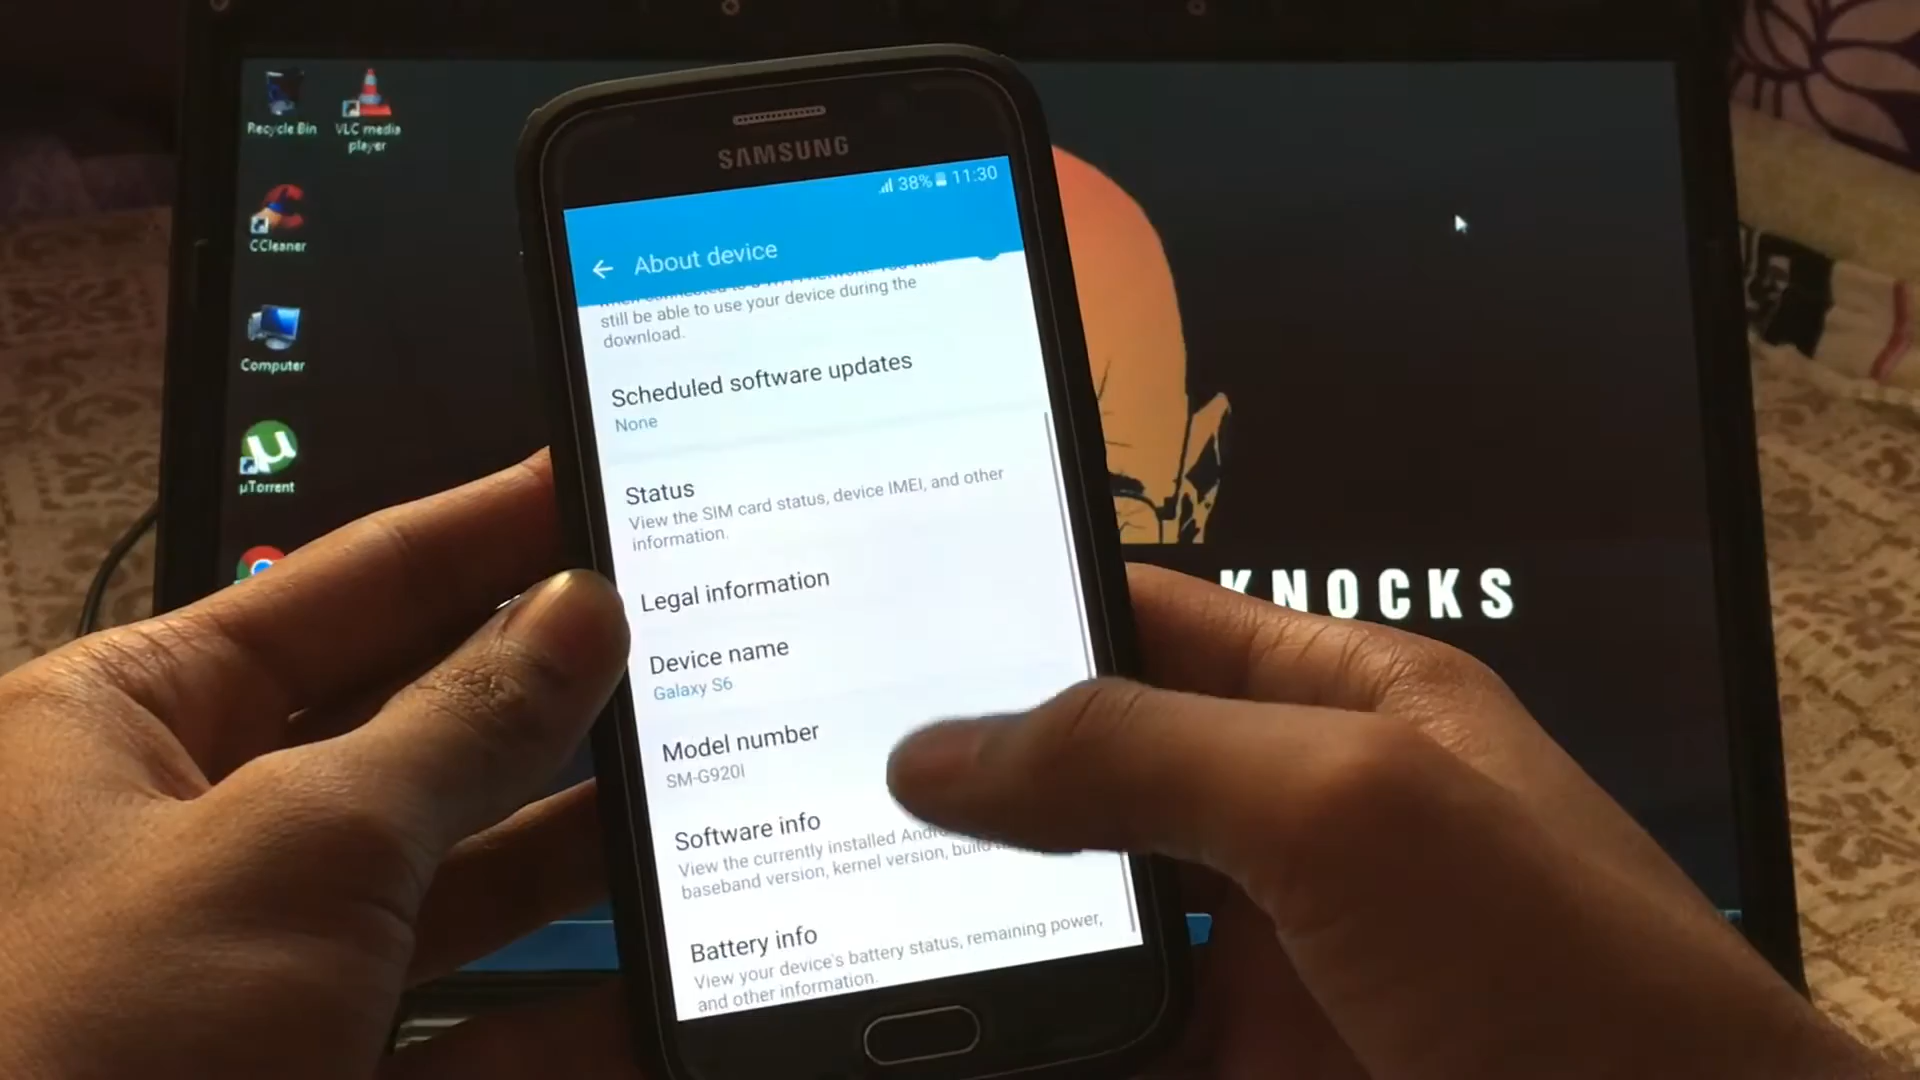 Recycle Bin
VLC media
player
CCleaner
Computer
µTorrent
SAMSUNG
38% 11:30
About device
still be able to use your device during the
download.
Scheduled software updates
None
Status
View the SIM card status, device IMEI, and other
information.
Legal information
Device name
Galaxy S6
Model number
SM-G920I
Software info
View the currently installed
baseband version, kernel version, build
Battery info
View your device's battery status, remaining power,
and other information.
KNOCKS